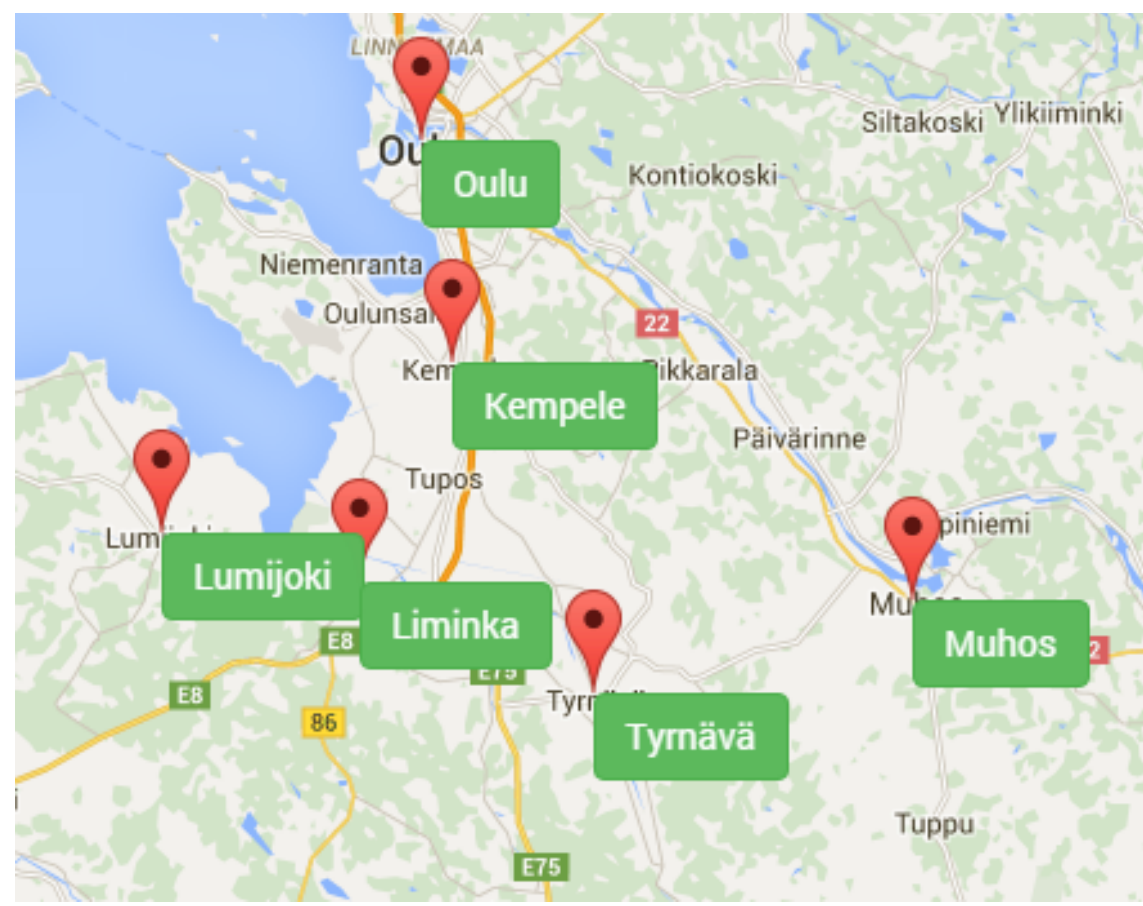 Siltakoski
Ylikiiminki
Oulu
Kontiokoski
Niemenranta
22
Kempele
Päivärinne
Tupos
Lumijoki
Liminka
Muhos
E8
E75
Tyrnävä
E8
86
Tuppu
E75